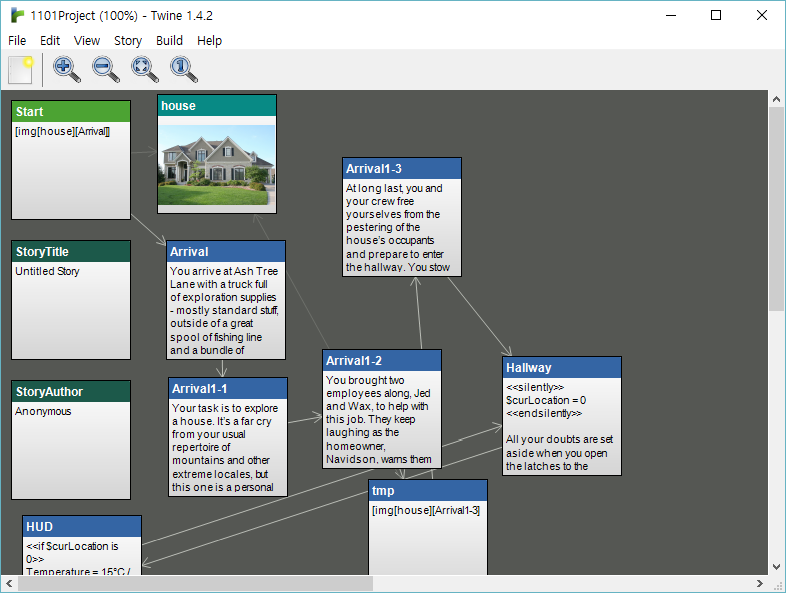 1101Project (100%) - Twine 1.4.2
File Edit View Story Build Help
Start
[img[house][Arrival]]
house
StoryTitle
Untitled Story
StoryAuthor
Anonymous
Arrival
You arrive at Ash Tree
Lane with a truck full
of exploration supplies
- mostly standard stuff,
outside of a great
spool of fishing line
and a bundle of
Arrival1-1
Your task is to explore
a house. It's a far cry
from your usual
repertoire of
mountains and other
extreme locales, but
this one is a personal
Arrival1-2
You brought two
employees along, Jed
and Wax, to help with
this job. They keep
laughing as the
homeowner,
Navidson, warns them
Arrival1-3
At long last, you and
your crew free
yourselves from the
pestering of the
house's occupants
and prepare to enter
the hallway. You stow
Hallway
<<silently>>
$curLocation = 0
<<endsilently>>
All your doubts are set
aside when you open
the latches to the
tmp
[img[house][Arrival1-3]
HUD
<<if $curLocation is
0>>
Temperature = 15°C /